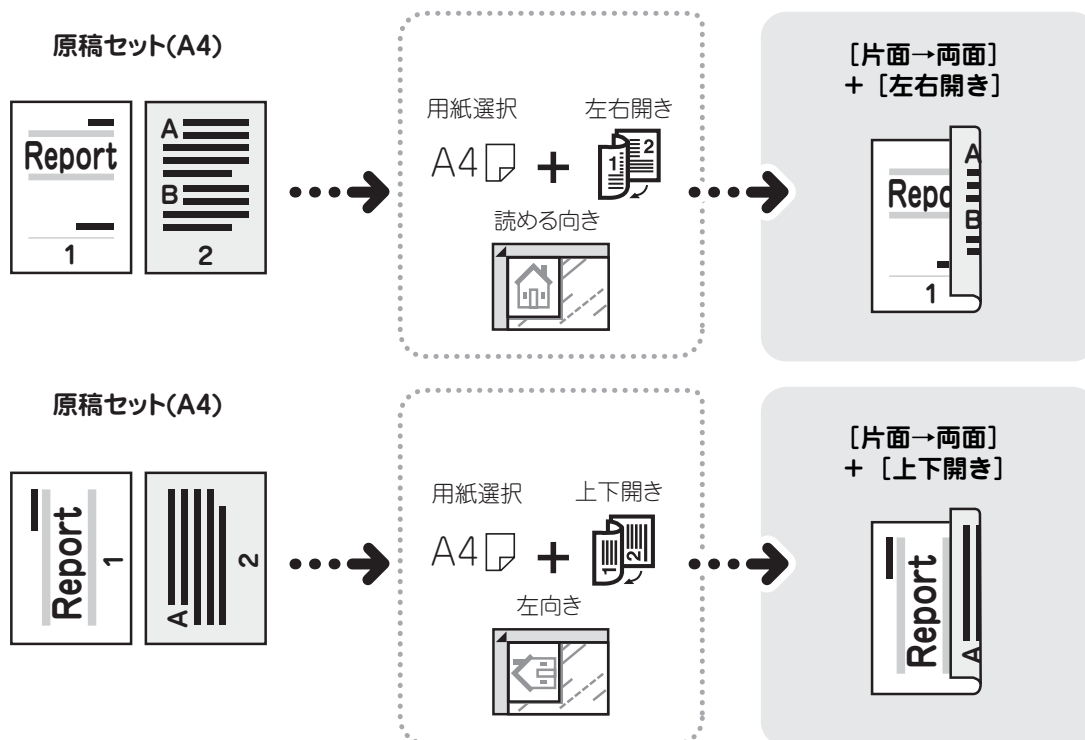 原稿セット(A4)
Report
1
A
B
2
用紙選択
左右開き
A4
+
1
2
読める向き
[片面→両面]
+ [左右開き]
Repo
1
A
B
原稿セット(A4)
Report
1
A
2
用紙選択
上下開き
A4
+
1
2
左向き
[片面→両面]
+ [上下開き]
Report
A